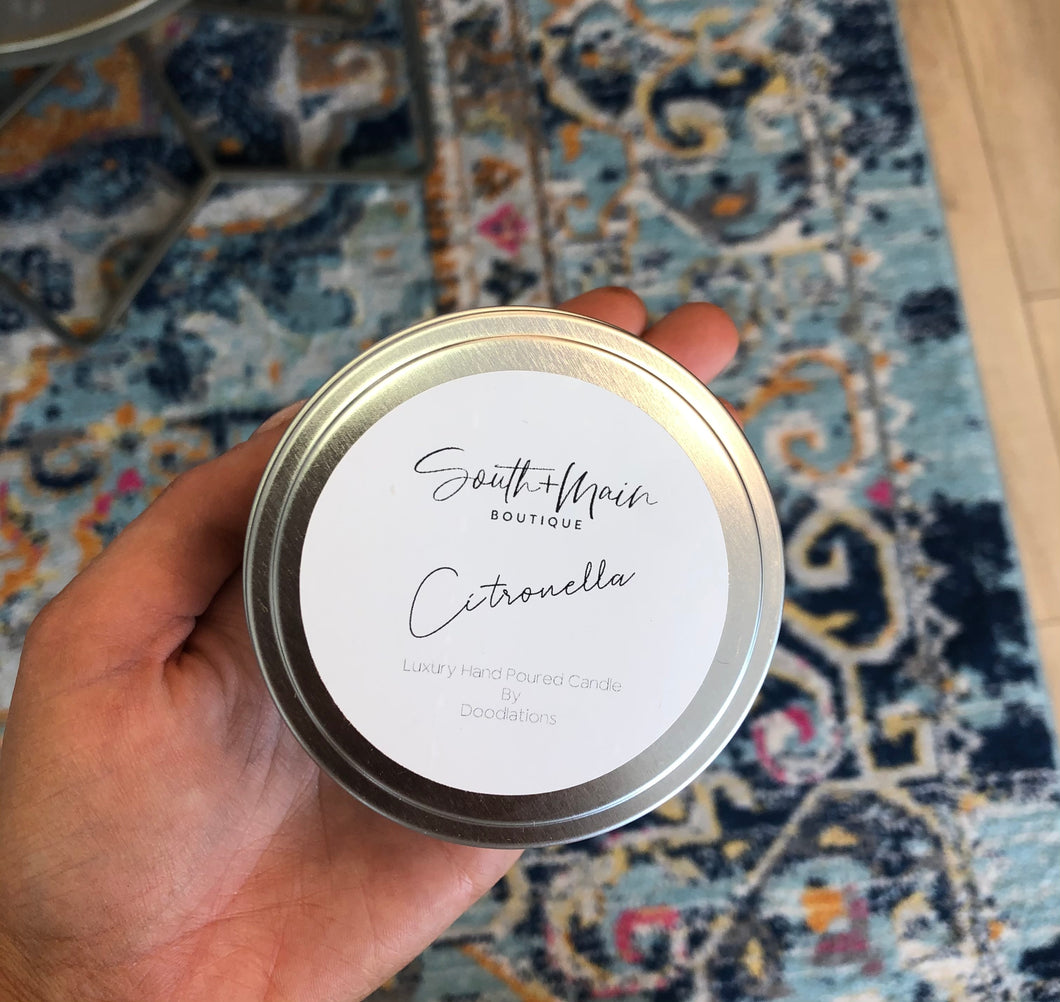 South+Main
BOUTIQUE
Citronella
Luxury Hand Poured Candle
By
Doodlations